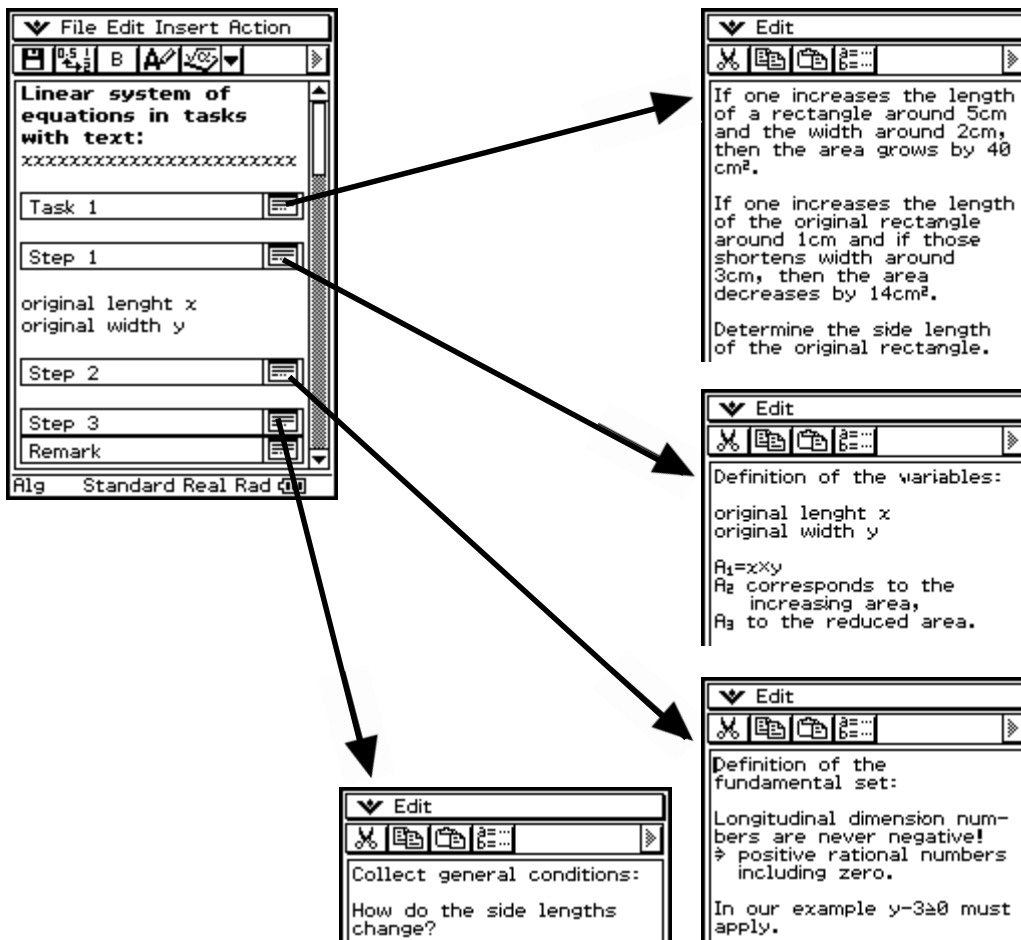 File Edit Insert Action
B
Linear system of
equations in tasks
with text:
xxxxxxxxxxxxxxxxxxxxxxx
Task 1
Step 1
original lenght x
original width y
Step 2
Step 3
Remark
Alg Standard Real Rad
Edit
If one increases the length
of a rectangle around 5cm
and the width around 2cm,
then the area grows by 40
cm².
If one increases the length
of the original rectangle
around 1cm and if those
shortens width around
3cm, then the area
decreases by 14cm².
Determine the side length
of the original rectangle.
Edit
Definition of the variables:
original lenght x
original width y
A₁=x×y
A₂ corresponds to the
increasing area,
A₃ to the reduced area.
Edit
Definition of the
fundamental set:
Longitudinal dimension num-
bers are never negative!
→ positive rational numbers
including zero.
In our example y-3≥0 must
apply.
Edit
Collect general conditions:
How do the side lengths
change?